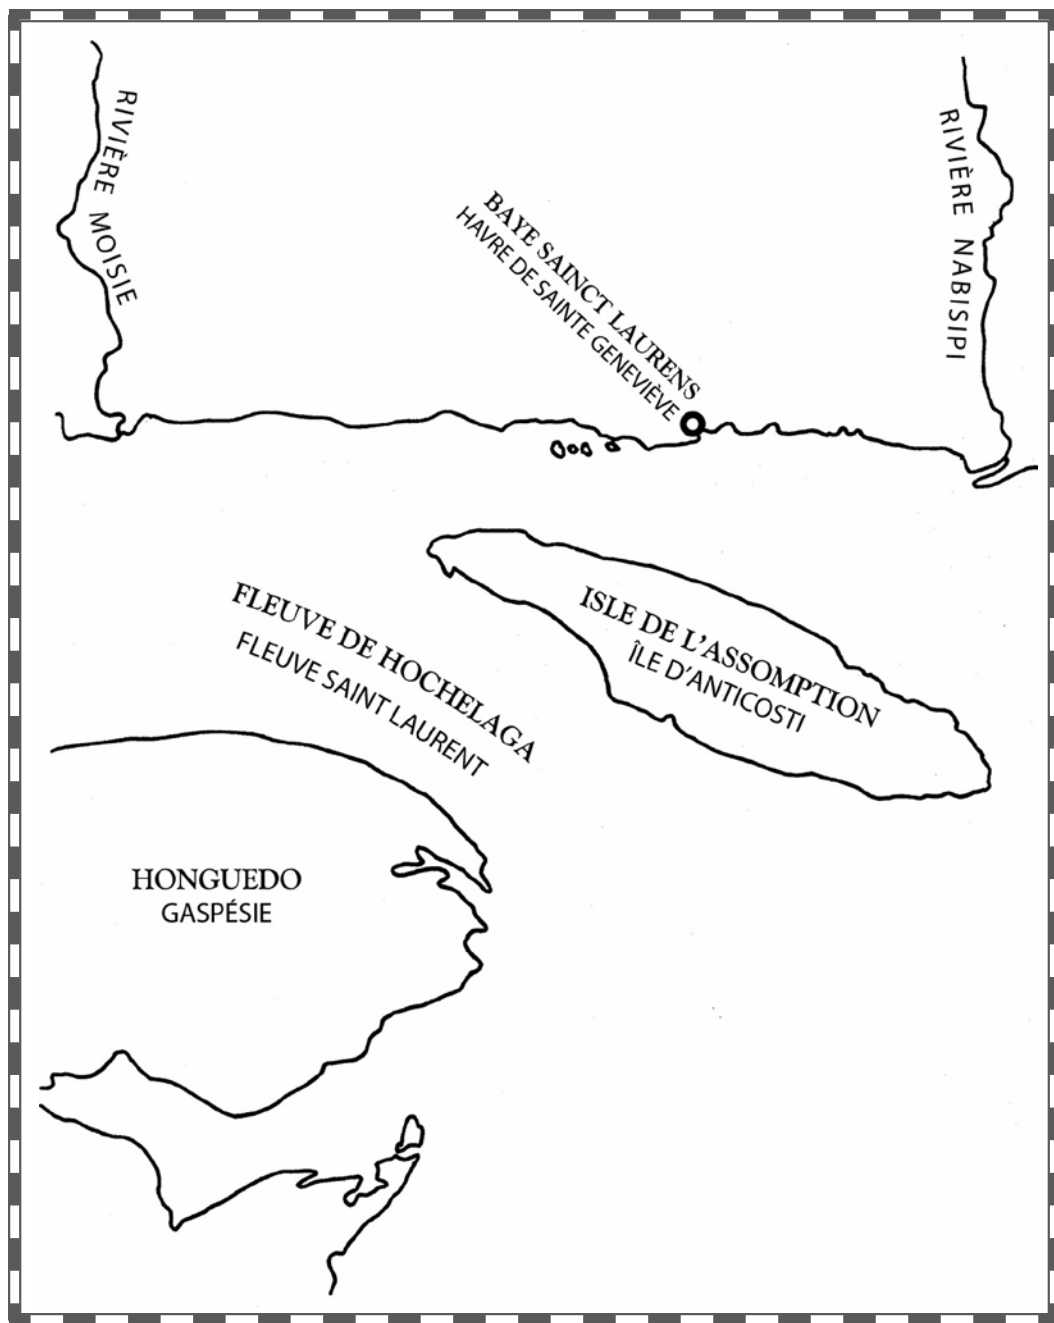 RIVIÈRE MOISIE
RIVIÈRE NABISIPI
BAYE SAINCT LAURENS
HAVRE DE SAINTE GENEVIÈVE
ISLE DE L'ASSOMPTION
ÎLE D'ANTICOSTI
FLEUVE DE HOCHELAGA
FLEUVE SAINT LAURENT
HONGUEDO
GASPÉSIE